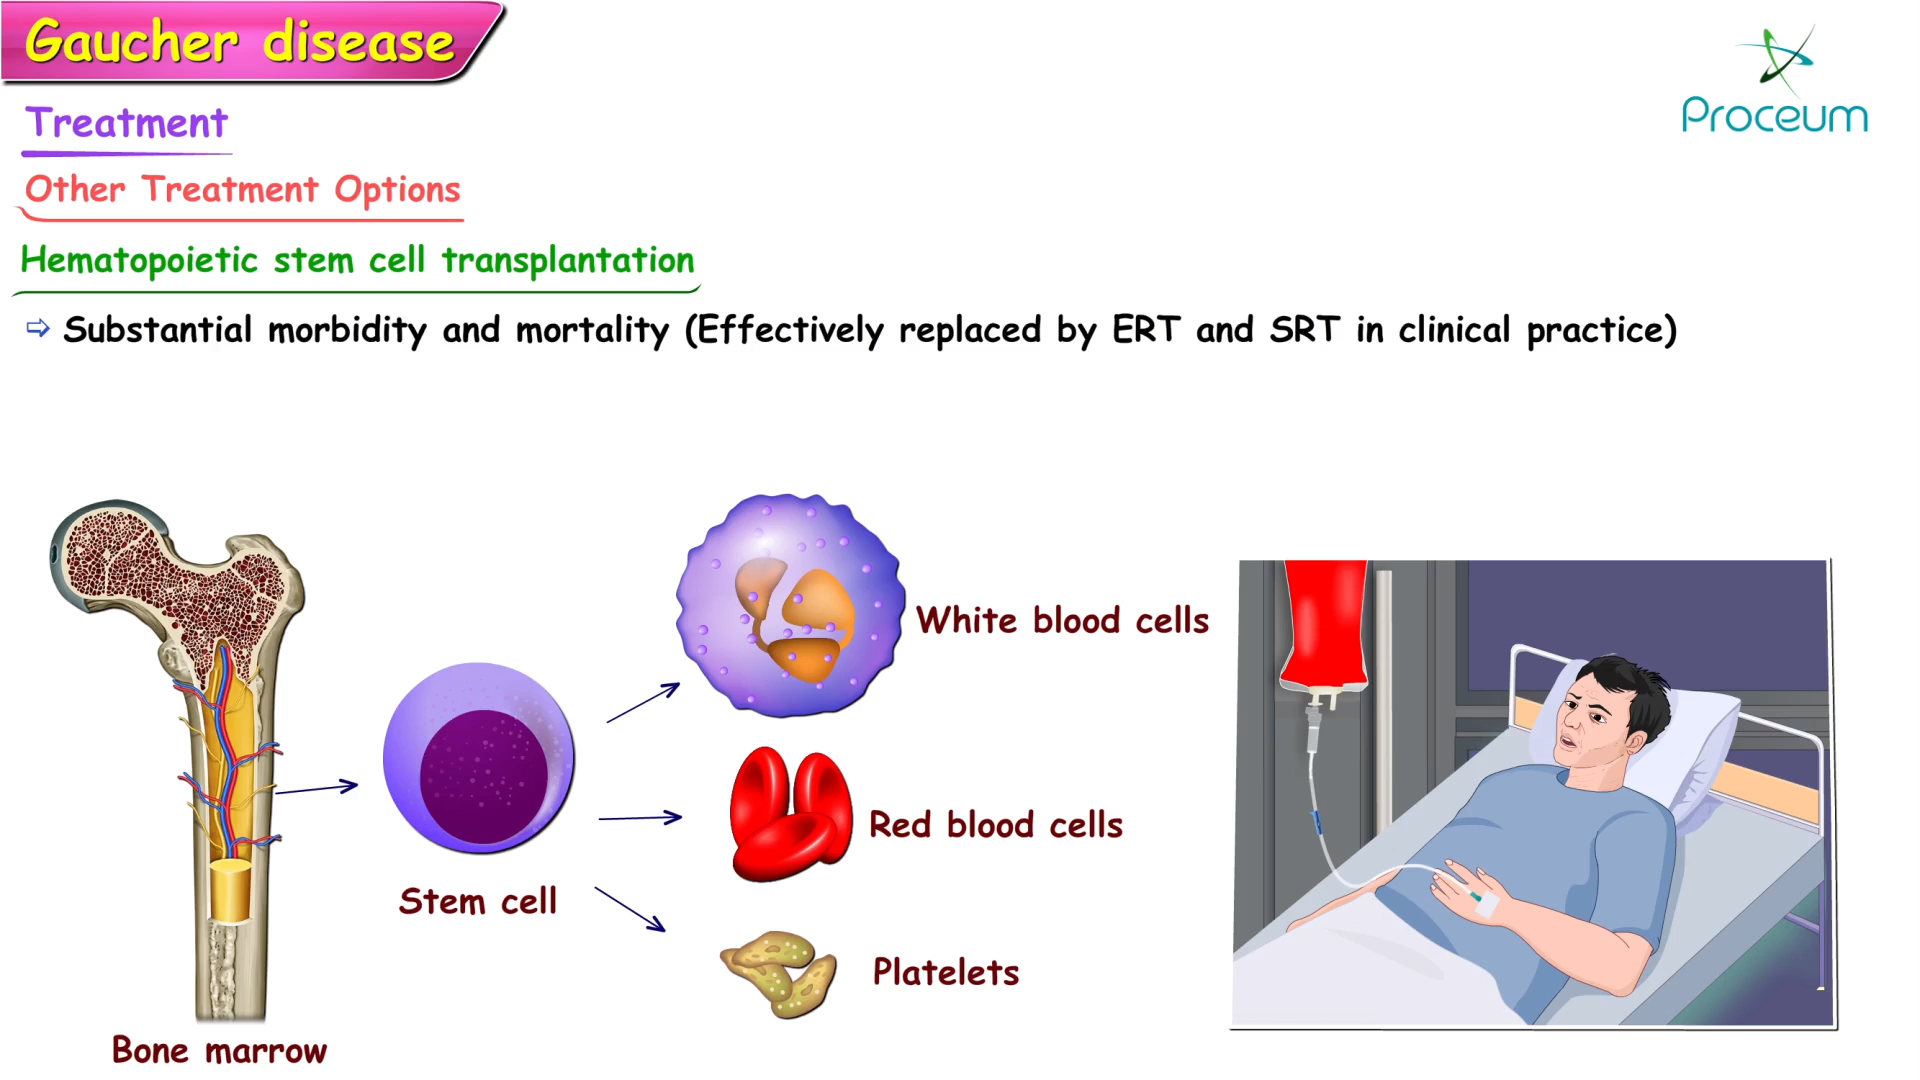 Gaucher disease
Proceum
Treatment
Other Treatment Options
Hematopoietic stem cell transplantation
⇨ Substantial morbidity and mortality (Effectively replaced by ERT and SRT in clinical practice)
White blood cells
Red blood cells
Stem cell
Platelets
Bone marrow